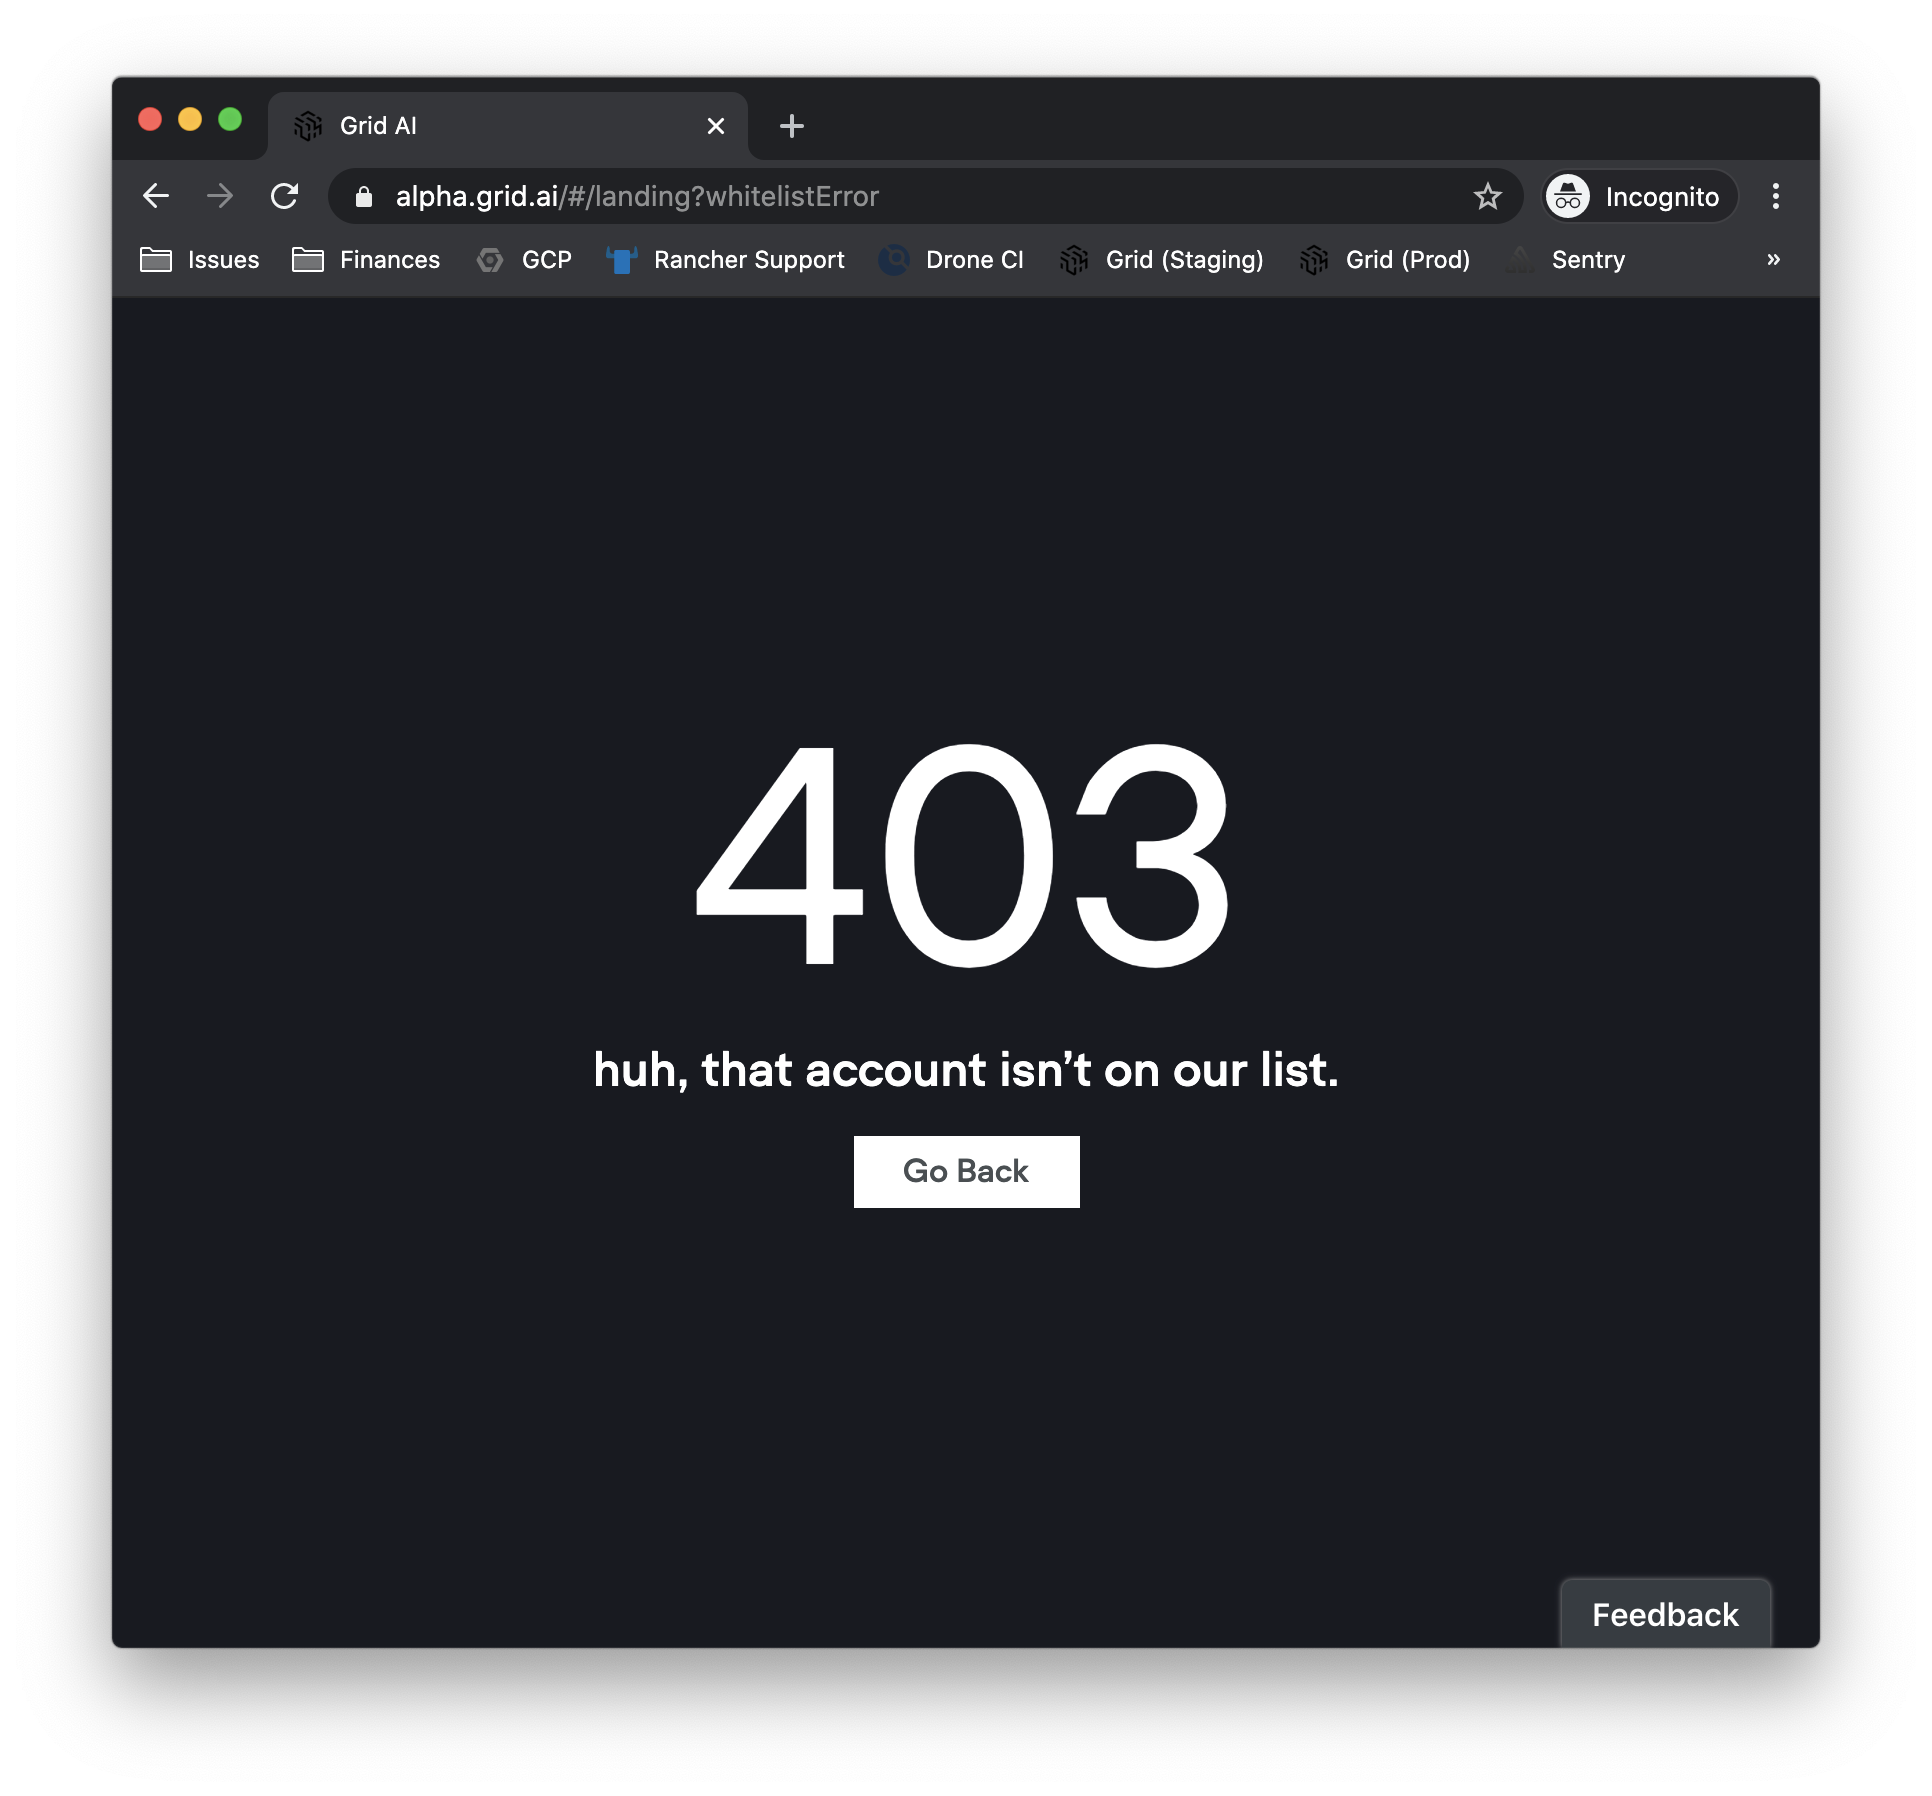 Grid AI
alpha.grid.ai/#/landing?whitelistError
Incognito
Issues Finances GCP Rancher Support Drone CI Grid (Staging) Grid (Prod) Sentry »
403
huh, that account isn’t on our list.
Go Back
Feedback